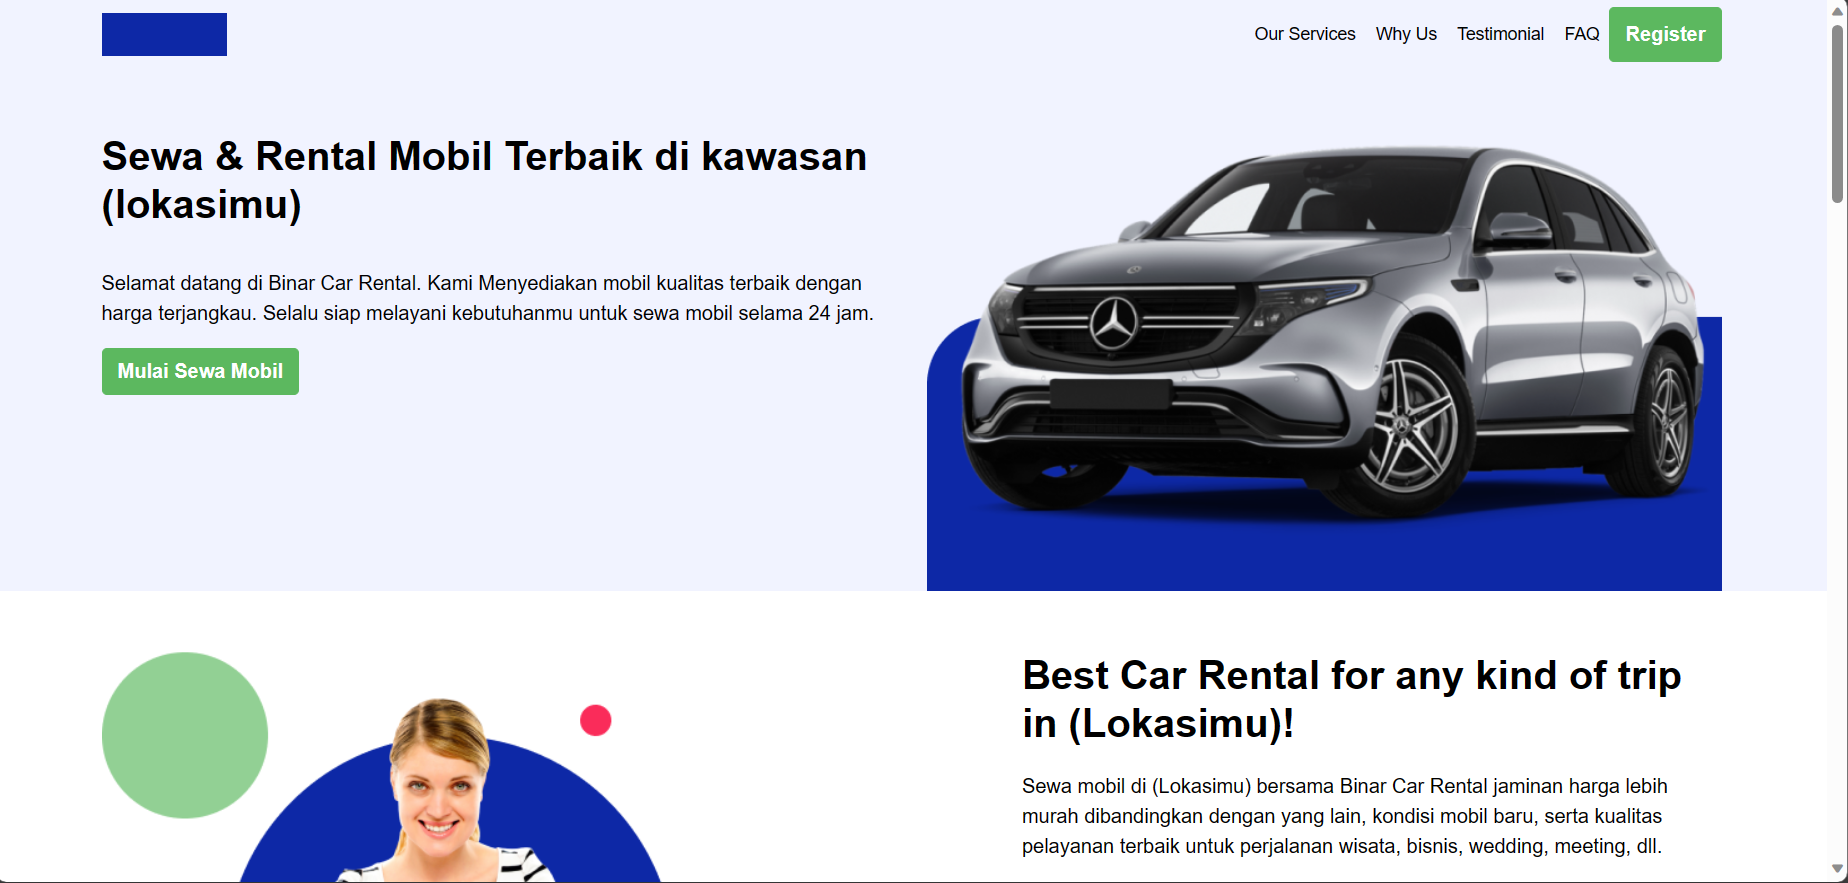 Our Services Why Us Testimonial FAQ Register
Sewa & Rental Mobil Terbaik di kawasan
(lokasimu)
Selamat datang di Binar Car Rental. Kami Menyediakan mobil kualitas terbaik dengan
harga terjangkau. Selalu siap melayani kebutuhanmu untuk sewa mobil selama 24 jam.
Mulai Sewa Mobil
Best Car Rental for any kind of trip
in (Lokasimu)!
Sewa mobil di (Lokasimu) bersama Binar Car Rental jaminan harga lebih
murah dibandingkan dengan yang lain, kondisi mobil baru, serta kualitas
pelayanan terbaik untuk perjalanan wisata, bisnis, wedding, meeting, dll.